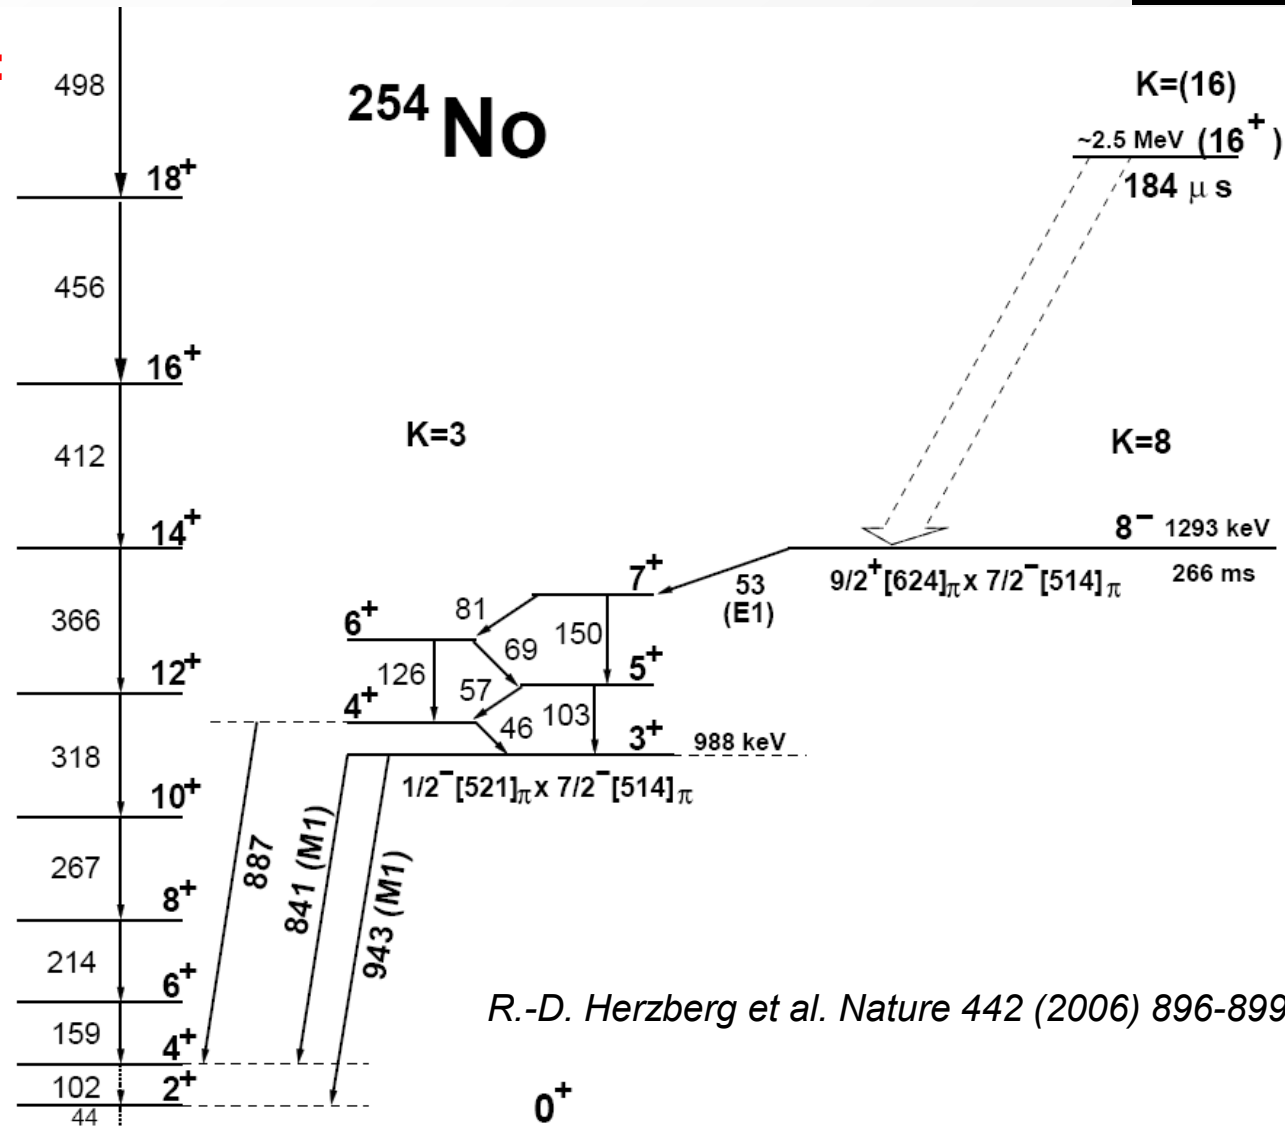 498
254 No
K=(16)
~2.5 MeV (16+)
184 μs
18+
456
16+
K=3
412
K=8
14+
8− 1293 keV
7+
53
(E1)
9/2+[624]π x 7/2−[514]π
266 ms
81
6+
366
150
69
5+
12+
126
57
4+
103
46
3+
988 keV
318
1/2−[521]π x 7/2−[514]π
10+
887
841 (M1)
943 (M1)
267
8+
214
6+
R.-D. Herzberg et al. Nature 442 (2006) 896-899
159
4+
102
2+
0+
44